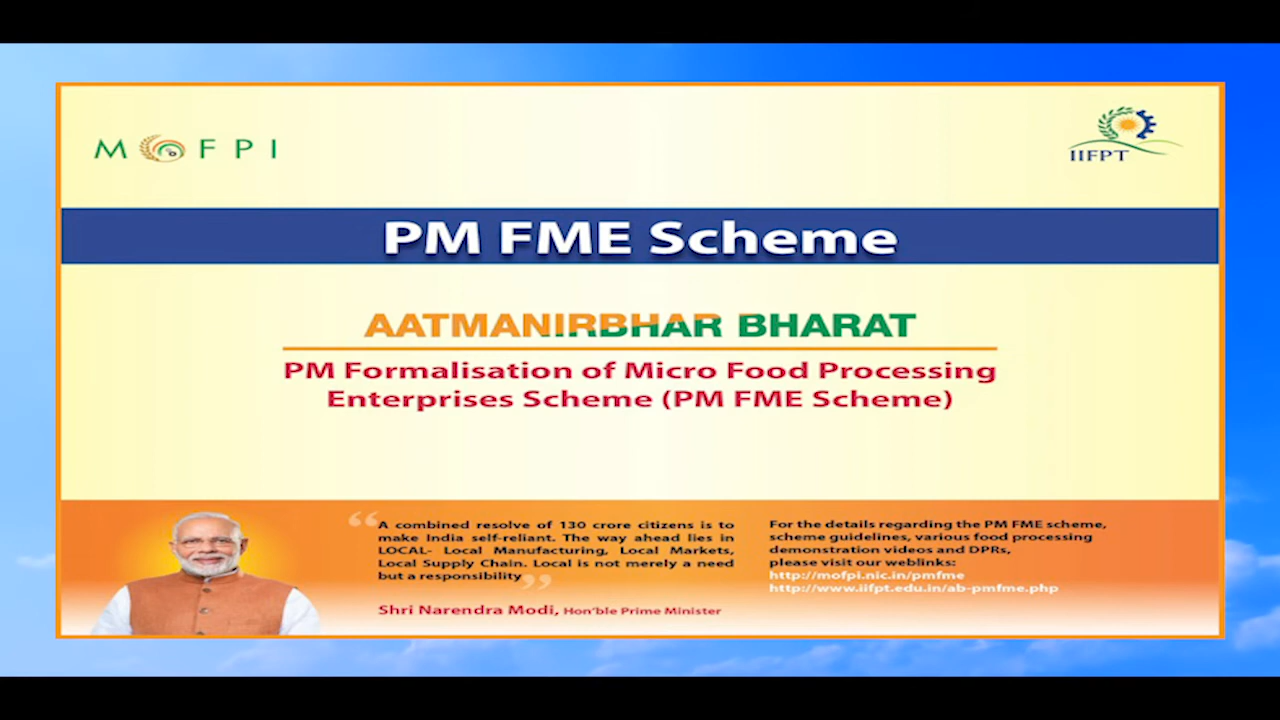 MOFPI
IIFPT
PM FME Scheme
AATMANIRBHAR BHARAT
PM Formalisation of Micro Food Processing
Enterprises Scheme (PM FME Scheme)
“A combined resolve of 130 crore citizens is to
make India self-reliant. The way ahead lies in
LOCAL- Local Manufacturing, Local Markets,
Local Supply Chain. Local is not merely a need
but a responsibility”
Shri Narendra Modi, Hon'ble Prime Minister
For the details regarding the PM FME scheme,
scheme guidelines, various food processing
demonstration videos and DPRs,
please visit our weblinks:
http://mofpi.nic.in/pmfme
http://www.iifpt.edu.in/ab-pmfme.php